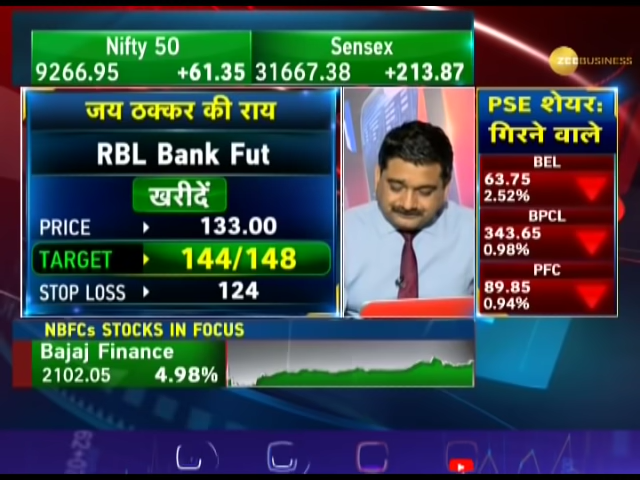 Nifty 50
9266.95 +61.35
Sensex
31667.38 +213.87
ZEEBUSINESS
जय ठक्कर की राय
RBL Bank Fut
खरीदें
PRICE 133.00
TARGET 144/148
STOP LOSS 124
PSE शेयर:
गिरने वाले
BEL
63.75
2.52%
BPCL
343.65
0.98%
PFC
89.85
0.94%
NBFCs STOCKS IN FOCUS
Bajaj Finance
2102.05 4.98%